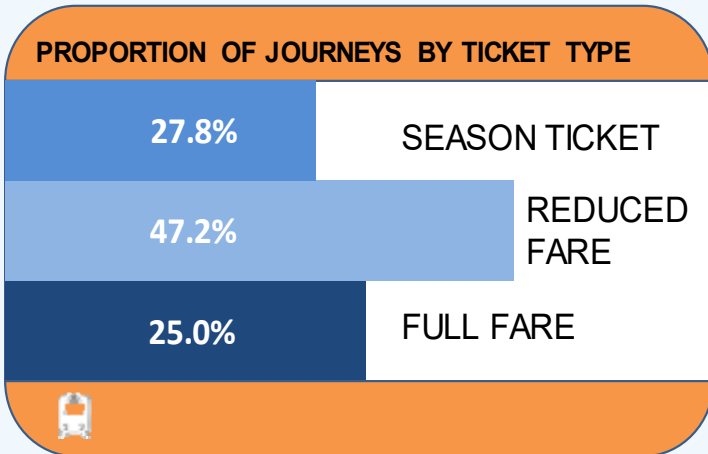 PROPORTION OF JOURNEYS BY TICKET TYPE
27.8%
SEASON TICKET
47.2%
REDUCED
FARE
25.0%
FULL FARE